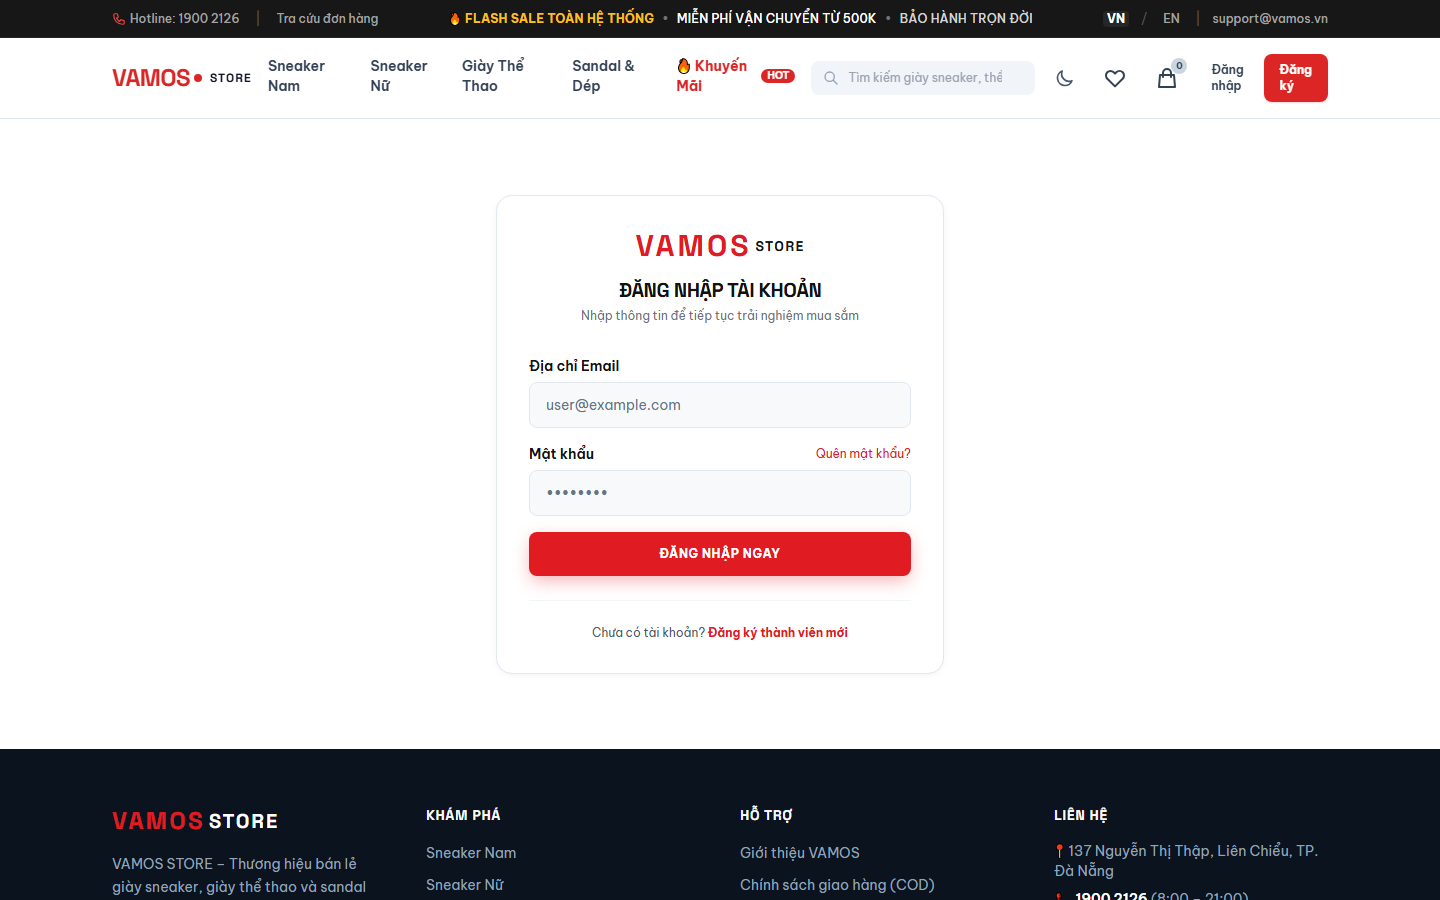 Hotline: 1900 2126 | Tra cứu đơn hàng
🔥 FLASH SALE TOÀN HỆ THỐNG • MIỄN PHÍ VẬN CHUYỂN TỪ 500K • BẢO HÀNH TRỌN ĐỜI
VN / EN | support@vamos.vn
VAMOS STORE
Sneaker
Nam
Sneaker
Nữ
Giày Thể
Thao
Sandal &
Dép
🔥 Khuyến
Mãi
HOT
Tìm kiếm giày sneaker, thể
0
Đăng
nhập
Đăng
ký
VAMOS STORE
ĐĂNG NHẬP TÀI KHOẢN
Nhập thông tin để tiếp tục trải nghiệm mua sắm
Địa chỉ Email
user@example.com
Mật khẩu
Quên mật khẩu?
••••••••
ĐĂNG NHẬP NGAY
Chưa có tài khoản? Đăng ký thành viên mới
VAMOS STORE
VAMOS STORE – Thương hiệu bán lẻ
giày sneaker, giày thể thao và sandal
KHÁM PHÁ
Sneaker Nam
Sneaker Nữ
HỖ TRỢ
Giới thiệu VAMOS
Chính sách giao hàng (COD)
LIÊN HỆ
📍 137 Nguyễn Thị Thập, Liên Chiểu, TP.
Đà Nẵng
📞 1900 2126 (8:00 – 21:00)